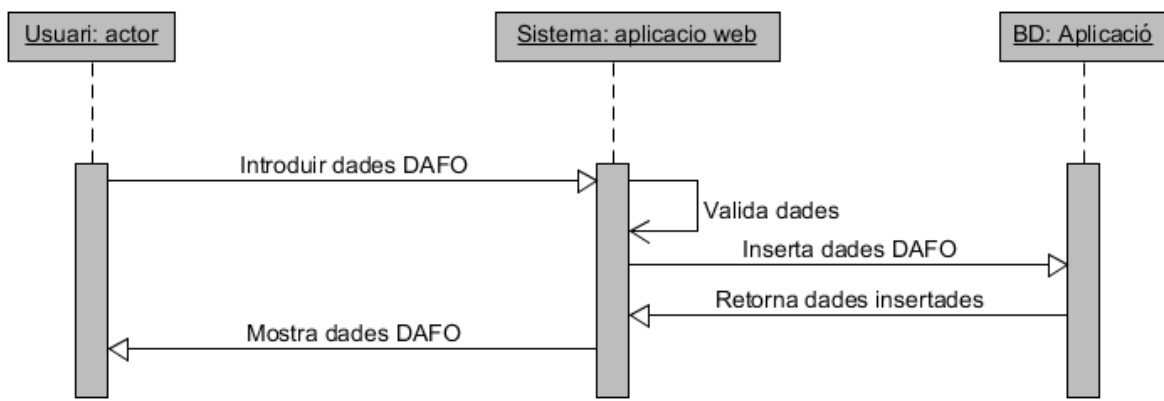 Usuari: actor
Sistema: aplicacio web
BD: Aplicació
Introduir dades DAFO
Valida dades
Inserta dades DAFO
Retorna dades insertades
Mostra dades DAFO